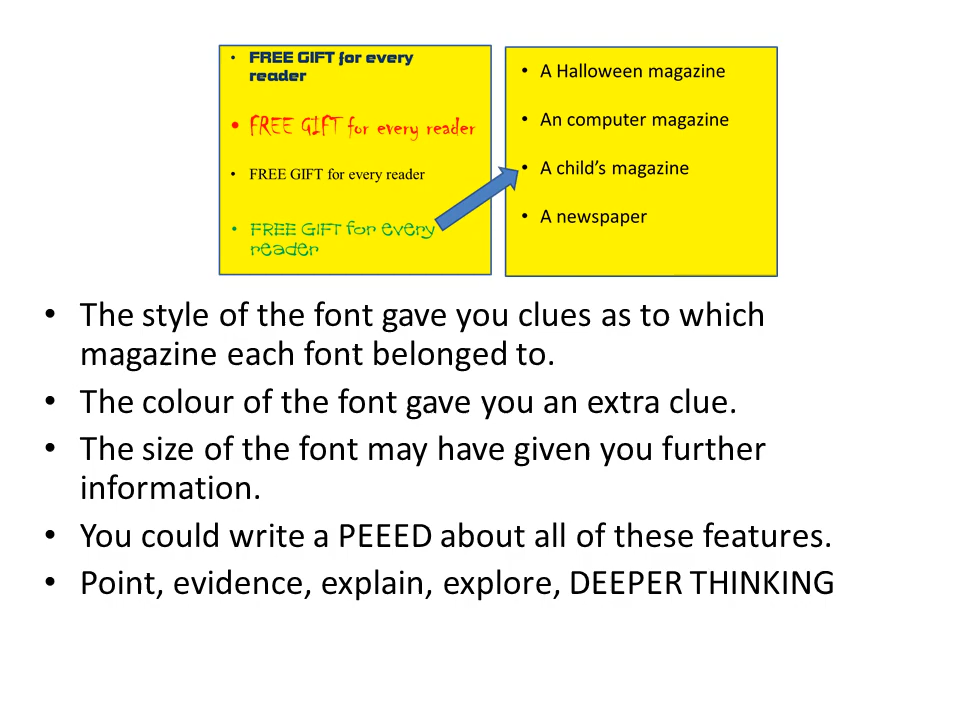 • FREE GIFT for every
reader
• FREE GIFT for every reader
• FREE GIFT for every reader
• FREE GIFT for every
reader
• A Halloween magazine
• An computer magazine
• A child’s magazine
• A newspaper
• The style of the font gave you clues as to which
magazine each font belonged to.
• The colour of the font gave you an extra clue.
• The size of the font may have given you further
information.
• You could write a PEEED about all of these features.
• Point, evidence, explain, explore, DEEPER THINKING